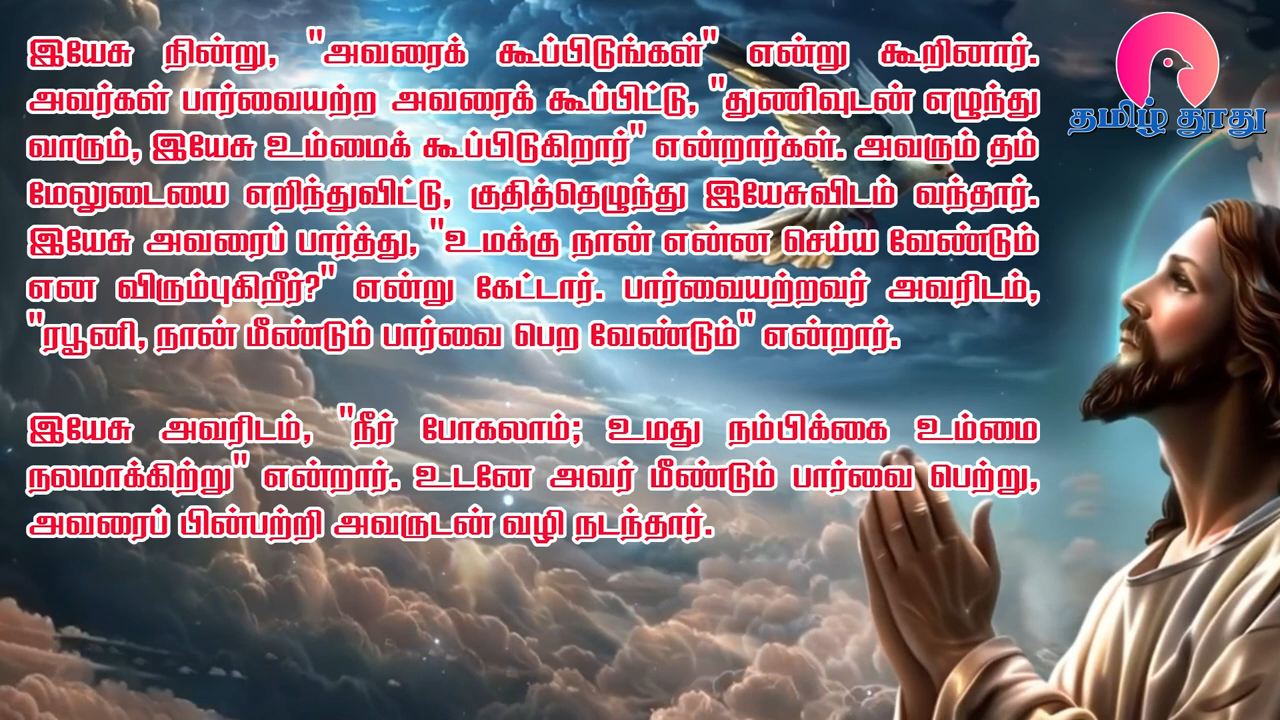 இயேசு நின்று, "அவரைக் கூப்பிடுங்கள்" என்று கூறினார்.
அவர்கள் பார்வையற்ற அவரைக் கூப்பிட்டு, "துணிவுடன் எழுந்து
வாரும், இயேசு உம்மைக் கூப்பிடுகிறார்" என்றார்கள். அவரும் தம்
மேலுடையை எறிந்துவிட்டு, குதித்தெழுந்து இயேசுவிடம் வந்தார்.
இயேசு அவரைப் பார்த்து, "உமக்கு நான் என்ன செய்ய வேண்டும்
என விரும்புகிறீர்?" என்று கேட்டார். பார்வையற்றவர் அவரிடம்,
"ரபூனி, நான் மீண்டும் பார்வை பெற வேண்டும்" என்றார்.
இயேசு அவரிடம், "நீர் போகலாம்; உமது நம்பிக்கை உம்மை
நலமாக்கிற்று" என்றார். உடனே அவர் மீண்டும் பார்வை பெற்று,
அவரைப் பின்பற்றி அவருடன் வழி நடந்தார்.
தமிழ் தூது